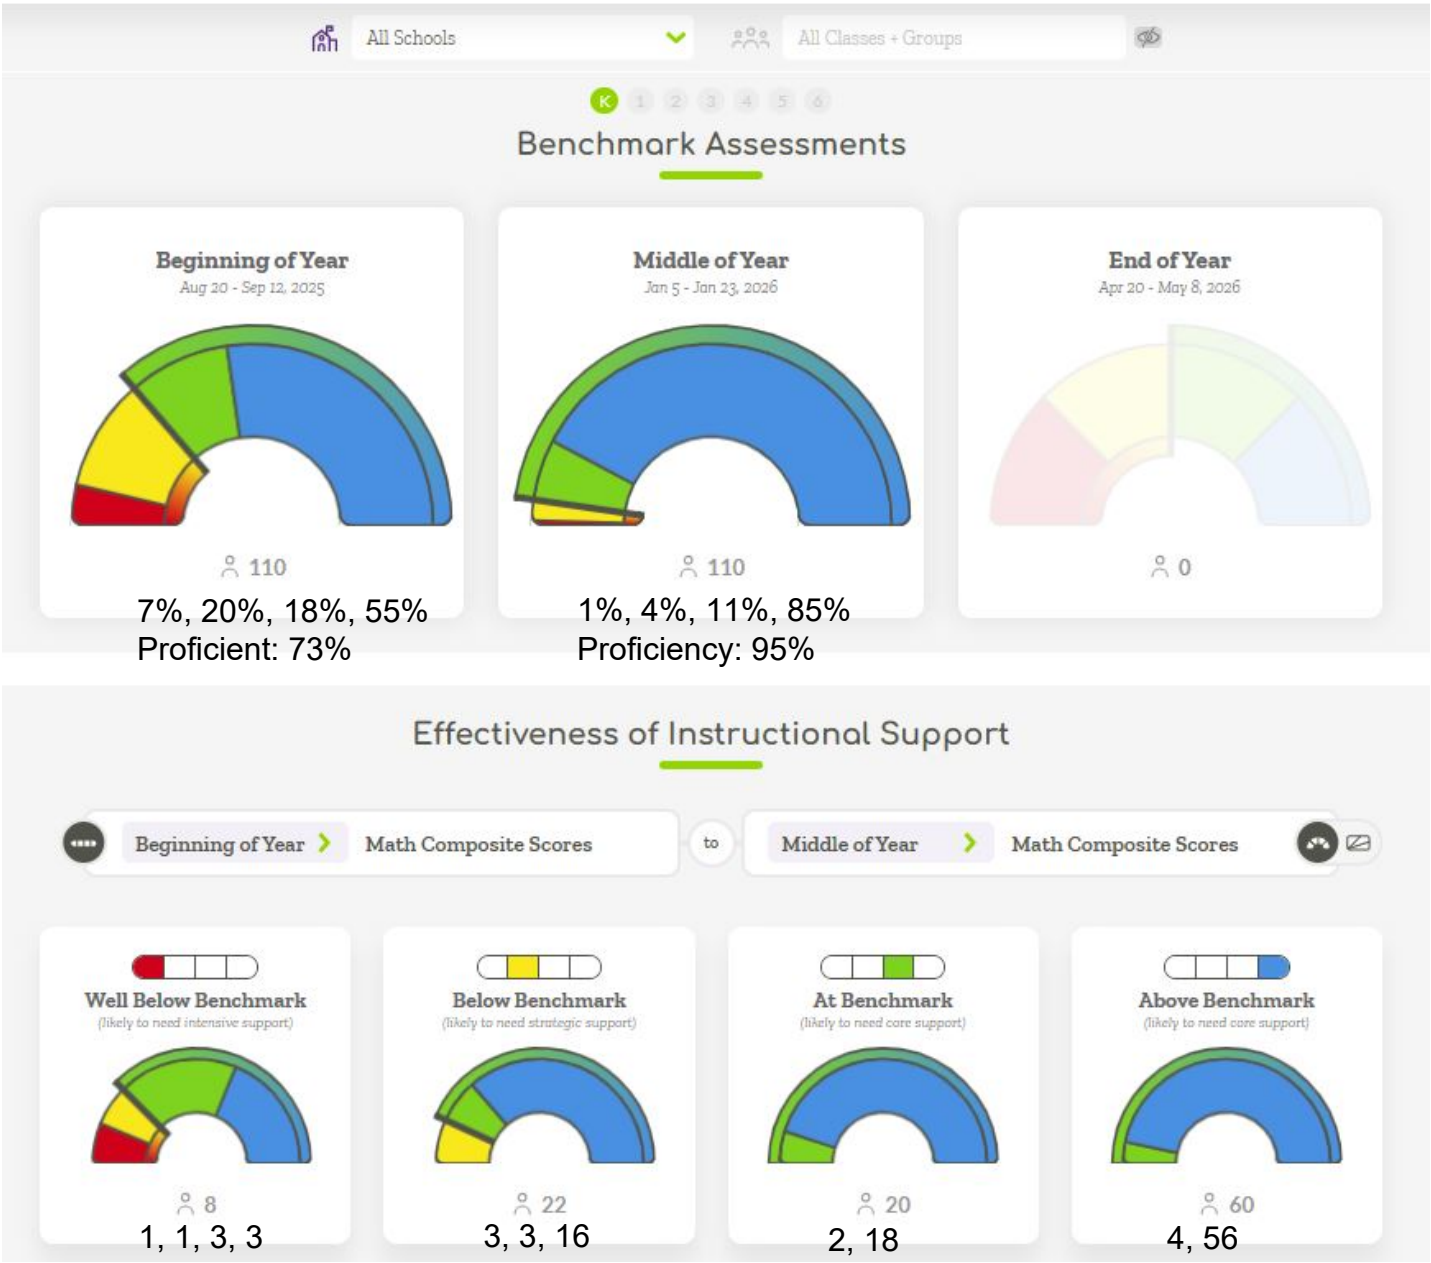 All Schools
All Classes + Groups
K 1 2 3 4 5 6
Benchmark Assessments
Beginning of Year
Aug 20 - Sep 12, 2025
110
7%, 20%, 18%, 55%
Proficient: 73%
Middle of Year
Jan 5 - Jan 23, 2026
110
1%, 4%, 11%, 85%
Proficiency: 95%
End of Year
Apr 20 - May 8, 2026
0
Effectiveness of Instructional Support
Beginning of Year Math Composite Scores to Middle of Year Math Composite Scores
Well Below Benchmark
(likely to need intensive support)
8
1, 1, 3, 3
Below Benchmark
(likely to need strategic support)
22
3, 3, 16
At Benchmark
(likely to need core support)
20
2, 18
Above Benchmark
(likely to need core support)
60
4, 56